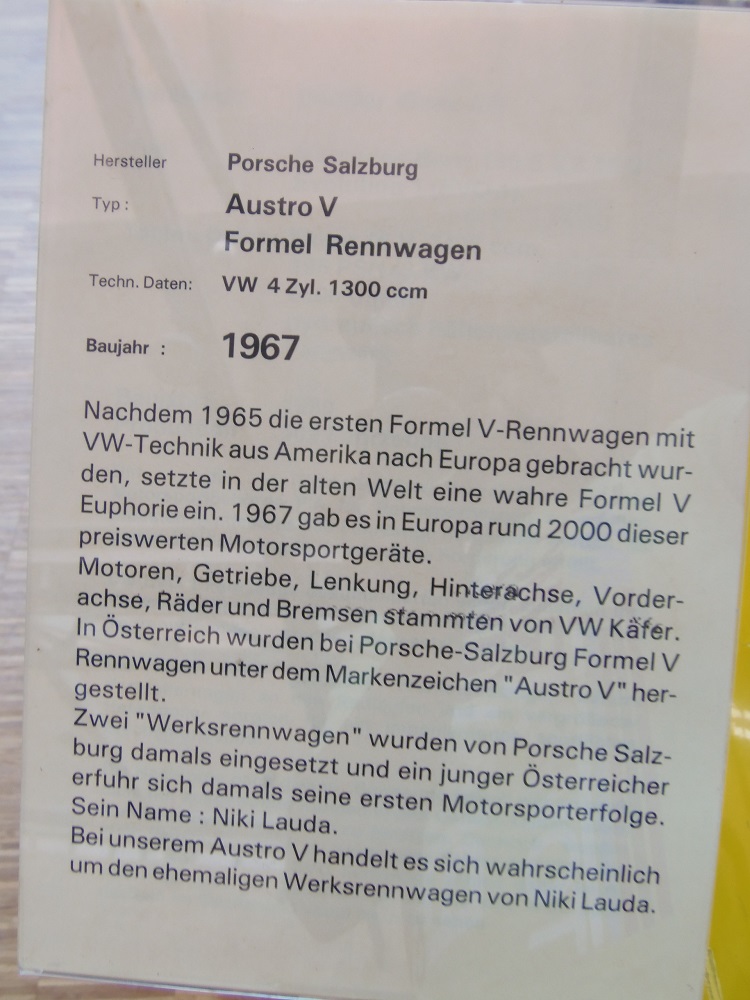 Hersteller Porsche Salzburg
Typ : Austro V
Formel Rennwagen
Techn. Daten: VW 4 Zyl. 1300 ccm
Baujahr : 1967
Nachdem 1965 die ersten Formel V-Rennwagen mit
VW-Technik aus Amerika nach Europa gebracht wur-
den, setzte in der alten Welt eine wahre Formel V
Euphorie ein. 1967 gab es in Europa rund 2000 dieser
preiswerten Motorsportgeräte.
Motoren, Getriebe, Lenkung, Hinterachse, Vorder-
achse, Räder und Bremsen stammten von VW Käfer.
In Österreich wurden bei Porsche-Salzburg Formel V
Rennwagen unter dem Markenzeichen "Austro V" her-
gestellt.
Zwei "Werksrennwagen" wurden von Porsche Salz-
burg damals eingesetzt und ein junger Österreicher
erfuhr sich damals seine ersten Motorsporterfolge.
Sein Name : Niki Lauda.
Bei unserem Austro V handelt es sich wahrscheinlich
um den ehemaligen Werksrennwagen von Niki Lauda.